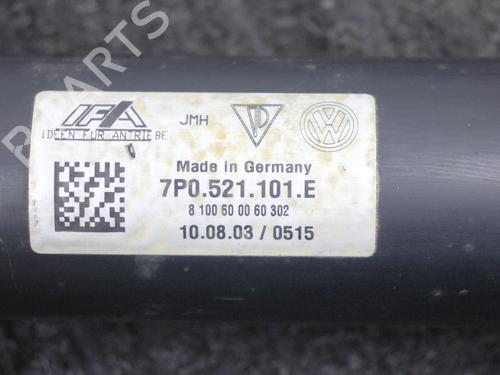 B PARTS
IFA
IDEEN FÜR ANTRIEBE
JMH
VW
Made in Germany
7P0.521.101.E
8 100 60 00 60 302
10.08.03 / 0515